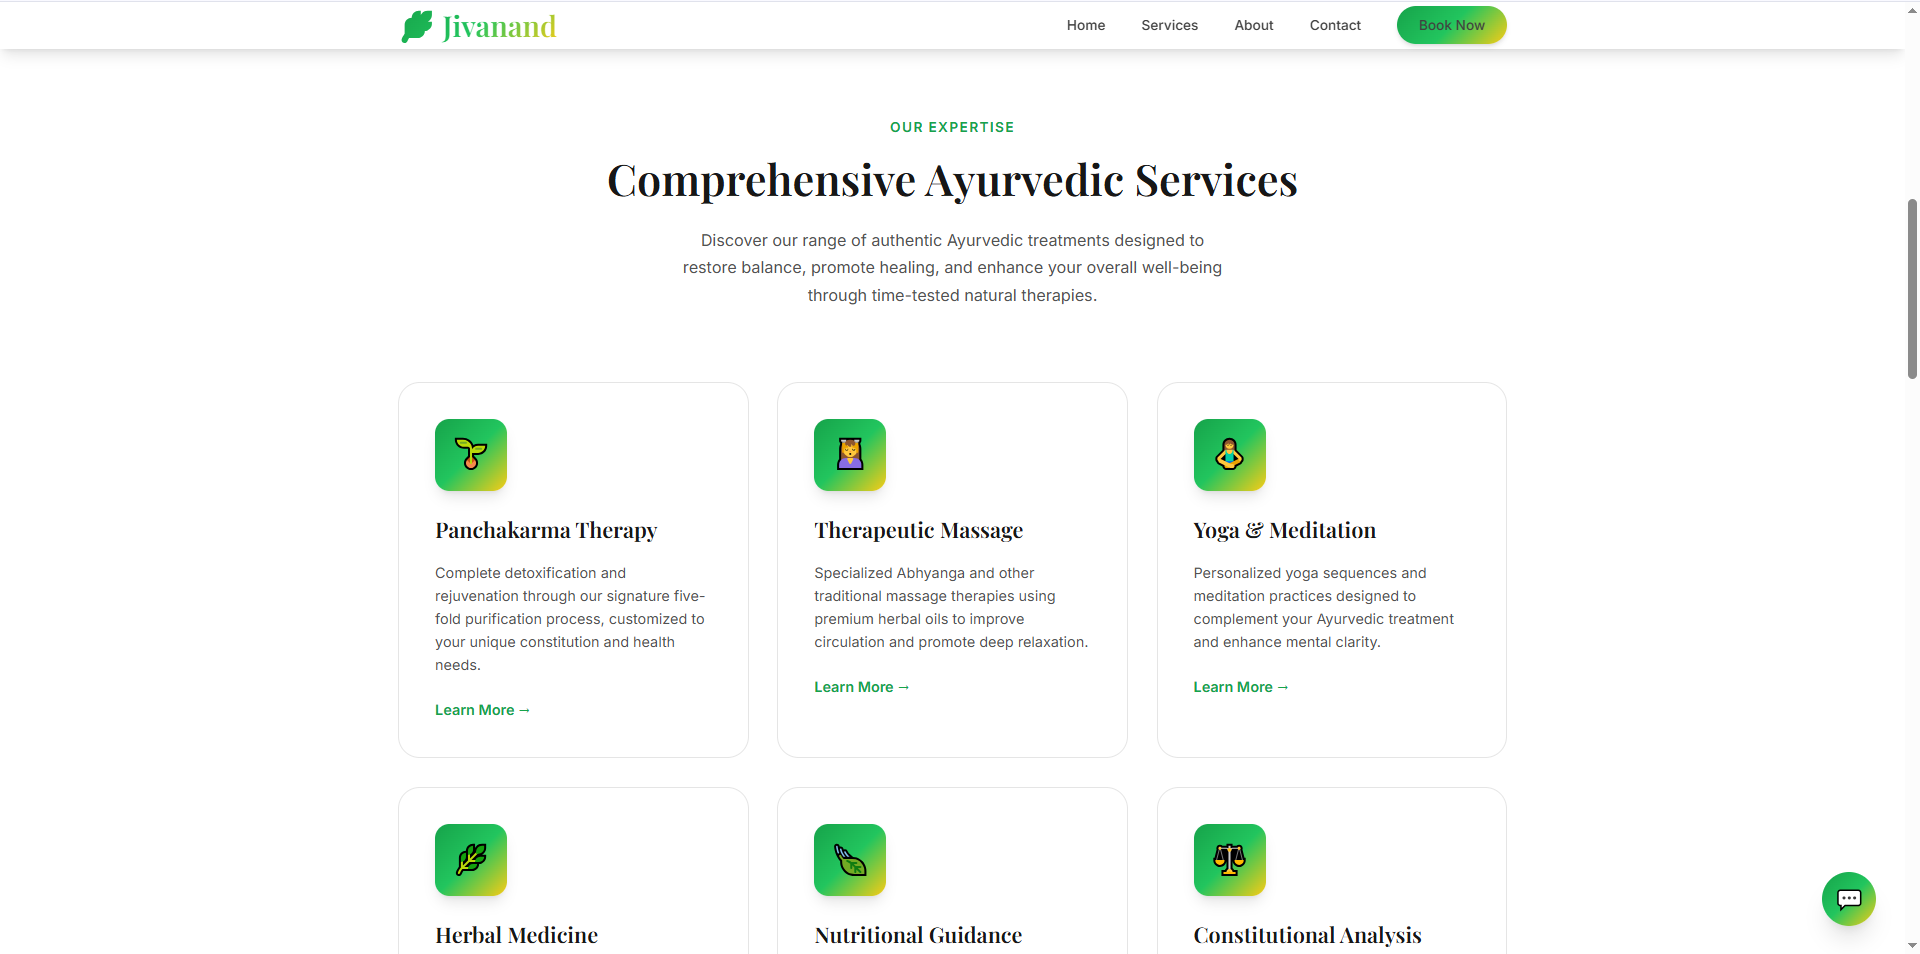 Jivanand
Home
Services
About
Contact
Book Now
OUR EXPERTISE
Comprehensive Ayurvedic Services
Discover our range of authentic Ayurvedic treatments designed to
restore balance, promote healing, and enhance your overall well-being
through time-tested natural therapies.
Panchakarma Therapy
Complete detoxification and
rejuvenation through our signature five-
fold purification process, customized to
your unique constitution and health
needs.
Learn More →
Therapeutic Massage
Specialized Abhyanga and other
traditional massage therapies using
premium herbal oils to improve
circulation and promote deep relaxation.
Learn More →
Yoga & Meditation
Personalized yoga sequences and
meditation practices designed to
complement your Ayurvedic treatment
and enhance mental clarity.
Learn More →
Herbal Medicine
Nutritional Guidance
Constitutional Analysis